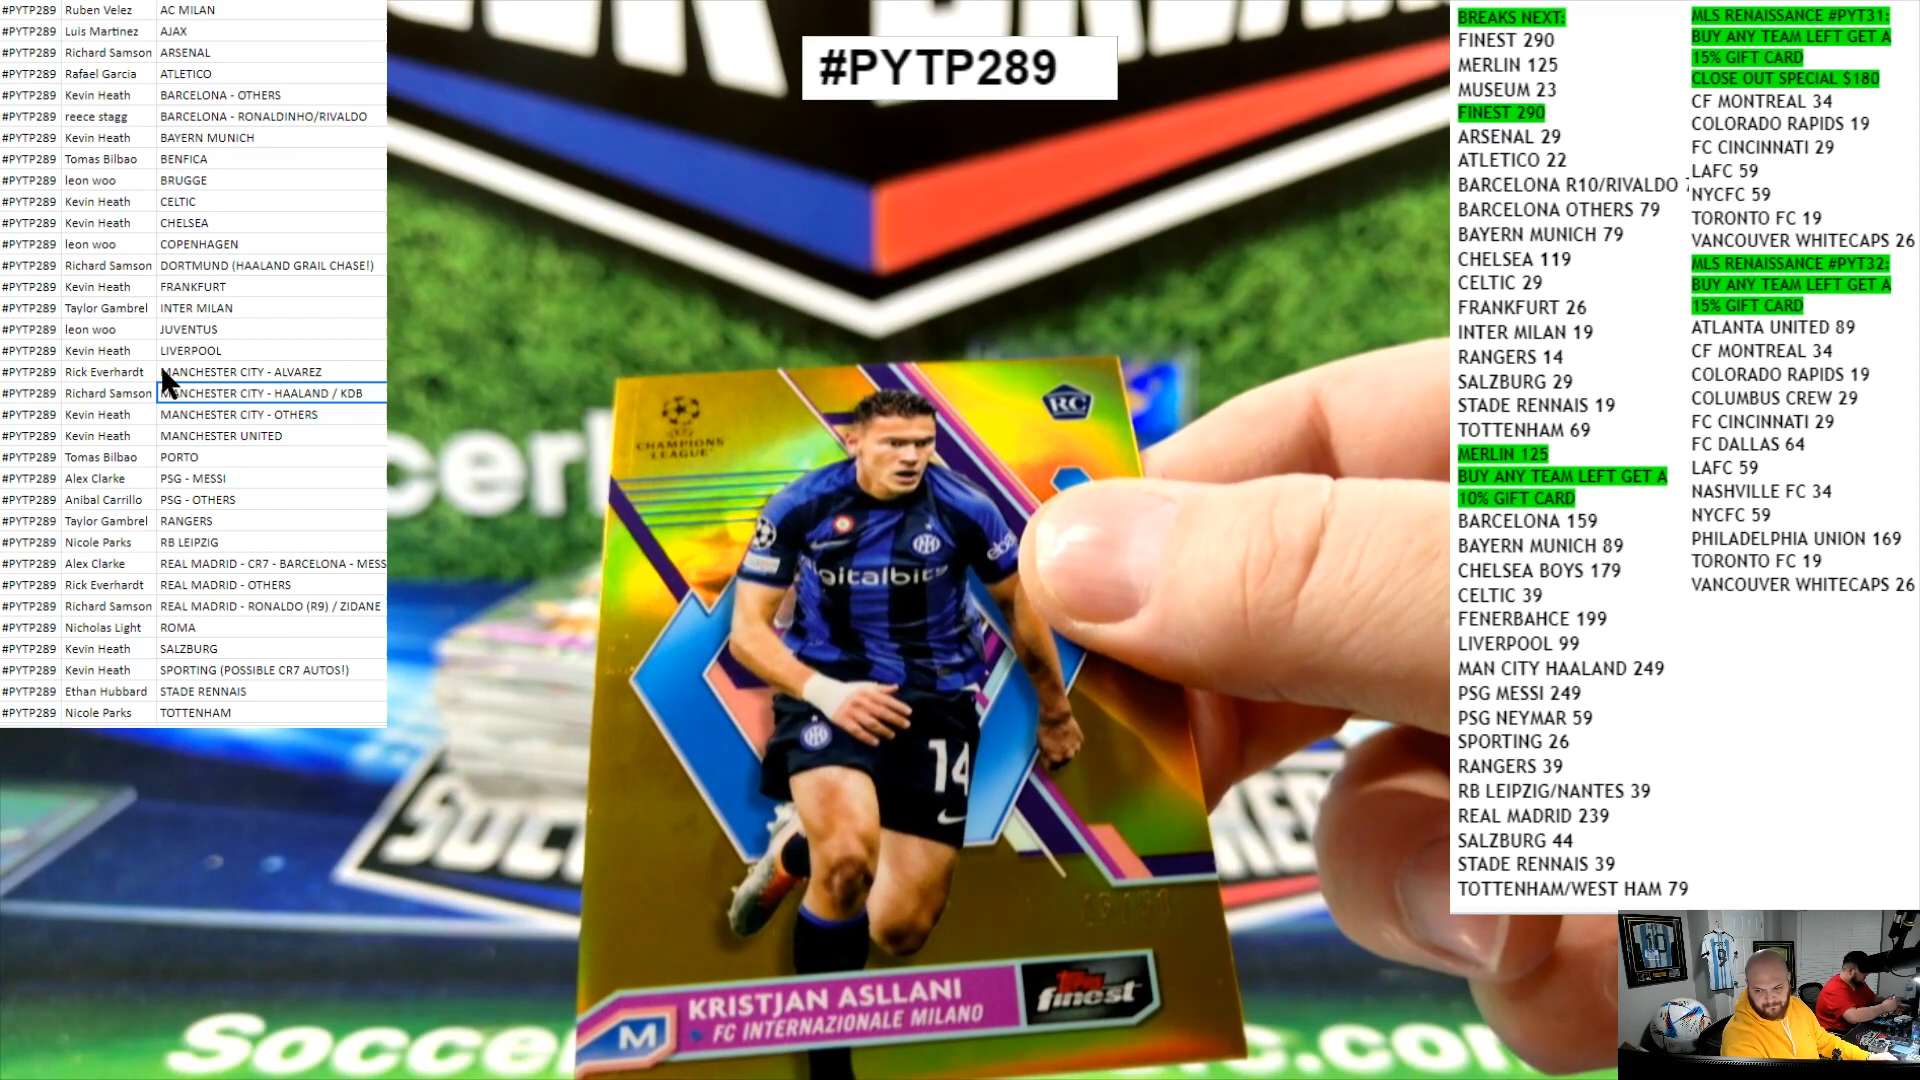 #PYTP289 Ruben Velez AC MILAN
#PYTP289 Luis Martinez AJAX
#PYTP289 Richard Samson ARSENAL
#PYTP289 Rafael Garcia ATLETICO
#PYTP289 Kevin Heath BARCELONA - OTHERS
#PYTP289 reece stagg BARCELONA - RONALDINHO/RIVALDO
#PYTP289 Kevin Heath BAYERN MUNICH
#PYTP289 Tomas Bilbao BENFICA
#PYTP289 leon woo BRUGGE
#PYTP289 Kevin Heath CELTIC
#PYTP289 Kevin Heath CHELSEA
#PYTP289 leon woo COPENHAGEN
#PYTP289 Richard Samson DORTMUND (HAALAND GRAIL CHASE!)
#PYTP289 Kevin Heath FRANKFURT
#PYTP289 Taylor Gambrel INTER MILAN
#PYTP289 leon woo JUVENTUS
#PYTP289 Kevin Heath LIVERPOOL
#PYTP289 Rick Everhardt MANCHESTER CITY - ALVAREZ
#PYTP289 Richard Samson MANCHESTER CITY - HAALAND / KDB
#PYTP289 Kevin Heath MANCHESTER CITY - OTHERS
#PYTP289 Kevin Heath MANCHESTER UNITED
#PYTP289 Tomas Bilbao PORTO
#PYTP289 Alex Clarke PSG - MESSI
#PYTP289 Anibal Carrillo PSG - OTHERS
#PYTP289 Taylor Gambrel RANGERS
#PYTP289 Nicole Parks RB LEIPZIG
#PYTP289 Alex Clarke REAL MADRID - CR7 - BARCELONA - MESS
#PYTP289 Rick Everhardt REAL MADRID - OTHERS
#PYTP289 Richard Samson REAL MADRID - RONALDO (R9) / ZIDANE
#PYTP289 Nicholas Light ROMA
#PYTP289 Kevin Heath SALZBURG
#PYTP289 Kevin Heath SPORTING (POSSIBLE CR7 AUTOS!)
#PYTP289 Ethan Hubbard STADE RENNAIS
#PYTP289 Nicole Parks TOTTENHAM
#PYTP289
CHAMPIONS
LEAGUE
RC
digitalbits
eba
14
KRISTJAN ASLLANI
M FC INTERNAZIONALE MILANO
Topps
finest
BREAKS NEXT:
FINEST 290
MERLIN 125
MUSEUM 23
FINEST 290
ARSENAL 29
ATLETICO 22
BARCELONA R10/RIVALDO
BARCELONA OTHERS 79
BAYERN MUNICH 79
CHELSEA 119
CELTIC 29
FRANKFURT 26
INTER MILAN 19
RANGERS 14
SALZBURG 29
STADE RENNAIS 19
TOTTENHAM 69
MERLIN 125
BUY ANY TEAM LEFT GET A
10% GIFT CARD
BARCELONA 159
BAYERN MUNICH 89
CHELSEA BOYS 179
CELTIC 39
FENERBAHCE 199
LIVERPOOL 99
MAN CITY HAALAND 249
PSG MESSI 249
PSG NEYMAR 59
SPORTING 26
RANGERS 39
RB LEIPZIG/NANTES 39
REAL MADRID 239
SALZBURG 44
STADE RENNAIS 39
TOTTENHAM/WEST HAM 79
MLS RENAISSANCE #PYT31:
BUY ANY TEAM LEFT GET A
15% GIFT CARD
CLOSE OUT SPECIAL $180
CF MONTREAL 34
COLORADO RAPIDS 19
FC CINCINNATI 29
LAFC 59
NYCFC 59
TORONTO FC 19
VANCOUVER WHITECAPS 26
MLS RENAISSANCE #PYT32:
BUY ANY TEAM LEFT GET A
15% GIFT CARD
ATLANTA UNITED 89
CF MONTREAL 34
COLORADO RAPIDS 19
COLUMBUS CREW 29
FC CINCINNATI 29
FC DALLAS 64
LAFC 59
NASHVILLE FC 34
NYCFC 59
PHILADELPHIA UNION 169
TORONTO FC 19
VANCOUVER WHITECAPS 26